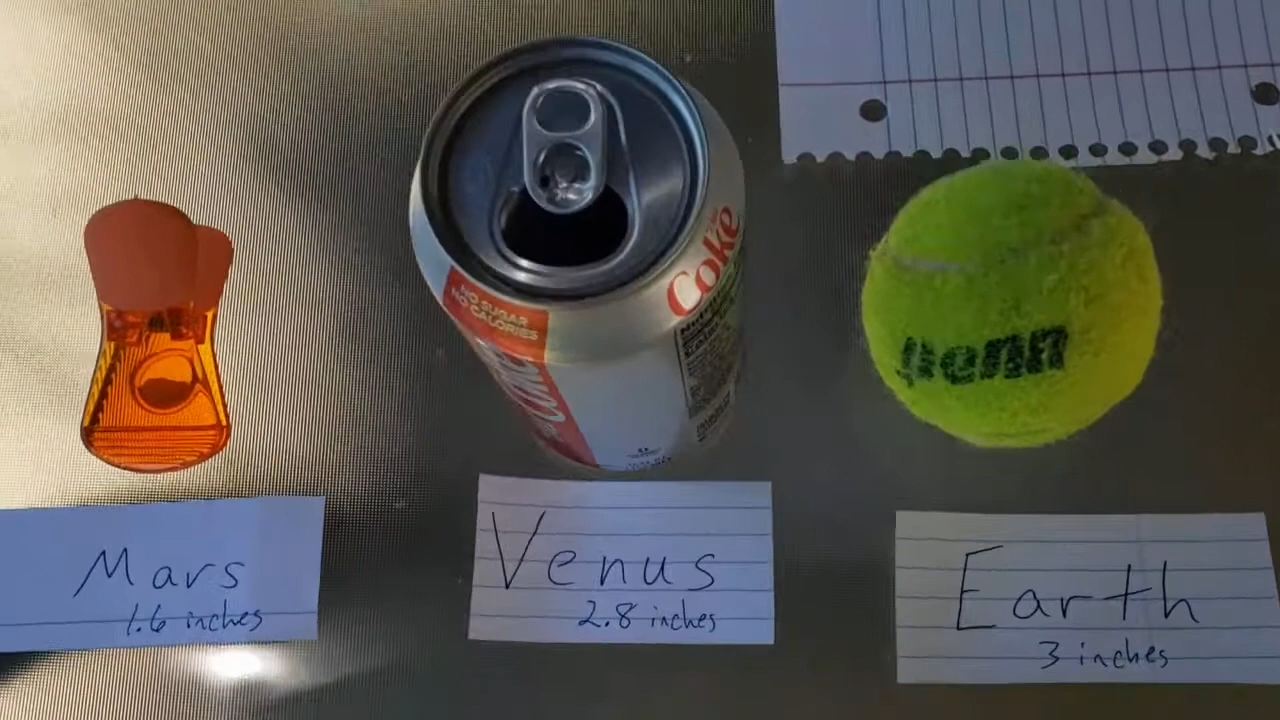 NO SUGAR
NO CALORIES
Coke
Coke
penn
Mars
1.6 inches
Venus
2.8 inches
Earth
3 inches